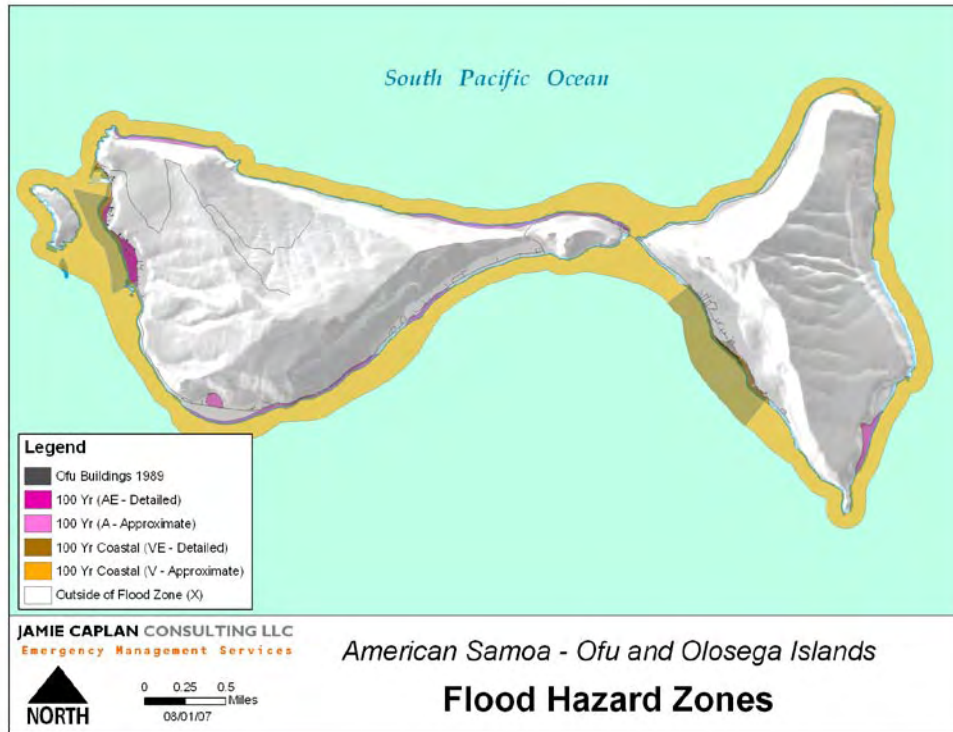 South Pacific Ocean
Legend
Ofu Buildings 1989
100 Yr (AE - Detailed)
100 Yr (A - Approximate)
100 Yr Coastal (VE - Detailed)
100 Yr Coastal (V - Approximate)
Outside of Flood Zone (X)
JAMIE CAPLAN CONSULTING LLC
Emergency Management Services
NORTH
0 0.25 0.5
Miles
08/01/07
American Samoa - Ofu and Olosega Islands
Flood Hazard Zones